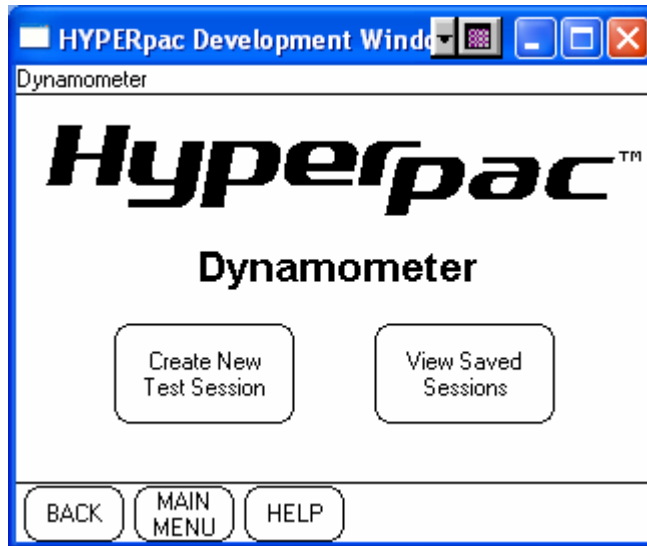 HYPERpac Development Windo
Dynamometer
Hyperpac™
Dynamometer
Create New
Test Session
View Saved
Sessions
BACK
MAIN
MENU
HELP